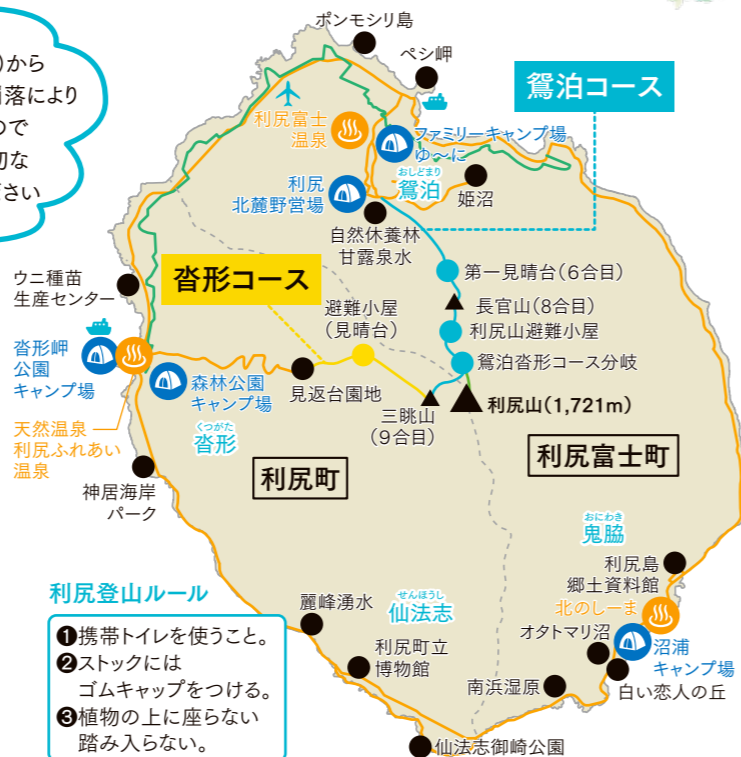 ポンモシリ島
ペシ岬
から
により
ので
な
さい
鴛泊コース
利尻富士
温泉
ファミリーキャンプ場
ゆ〜に
おしどまり
鴛泊
姫沼
利尻
北麓野営場
自然休養林
甘露泉水
沓形コース
第一見晴台(6合目)
ウニ種苗
生産センター
避難小屋
(見晴台)
長官山(8合目)
利尻山避難小屋
沓形岬
公園
キャンプ場
鴛泊沓形コース分岐
森林公園
キャンプ場
見返台園地
三眺山
(9合目)
利尻山(1,721m)
天然温泉
利尻ふれあい
温泉
くつがた
沓形
利尻町
利尻富士町
神居海岸
パーク
おにわき
鬼脇
利尻島
郷土資料館
北のしーま
利尻登山ルール
❶携帯トイレを使うこと。
❷ストックには
ゴムキャップをつける。
❸植物の上に座らない
踏み入らない。
麗峰湧水
せんほうし
仙法志
オタトマリ沼
沼浦
キャンプ場
利尻町立
博物館
南浜湿原
白い恋人の丘
仙法志御崎公園